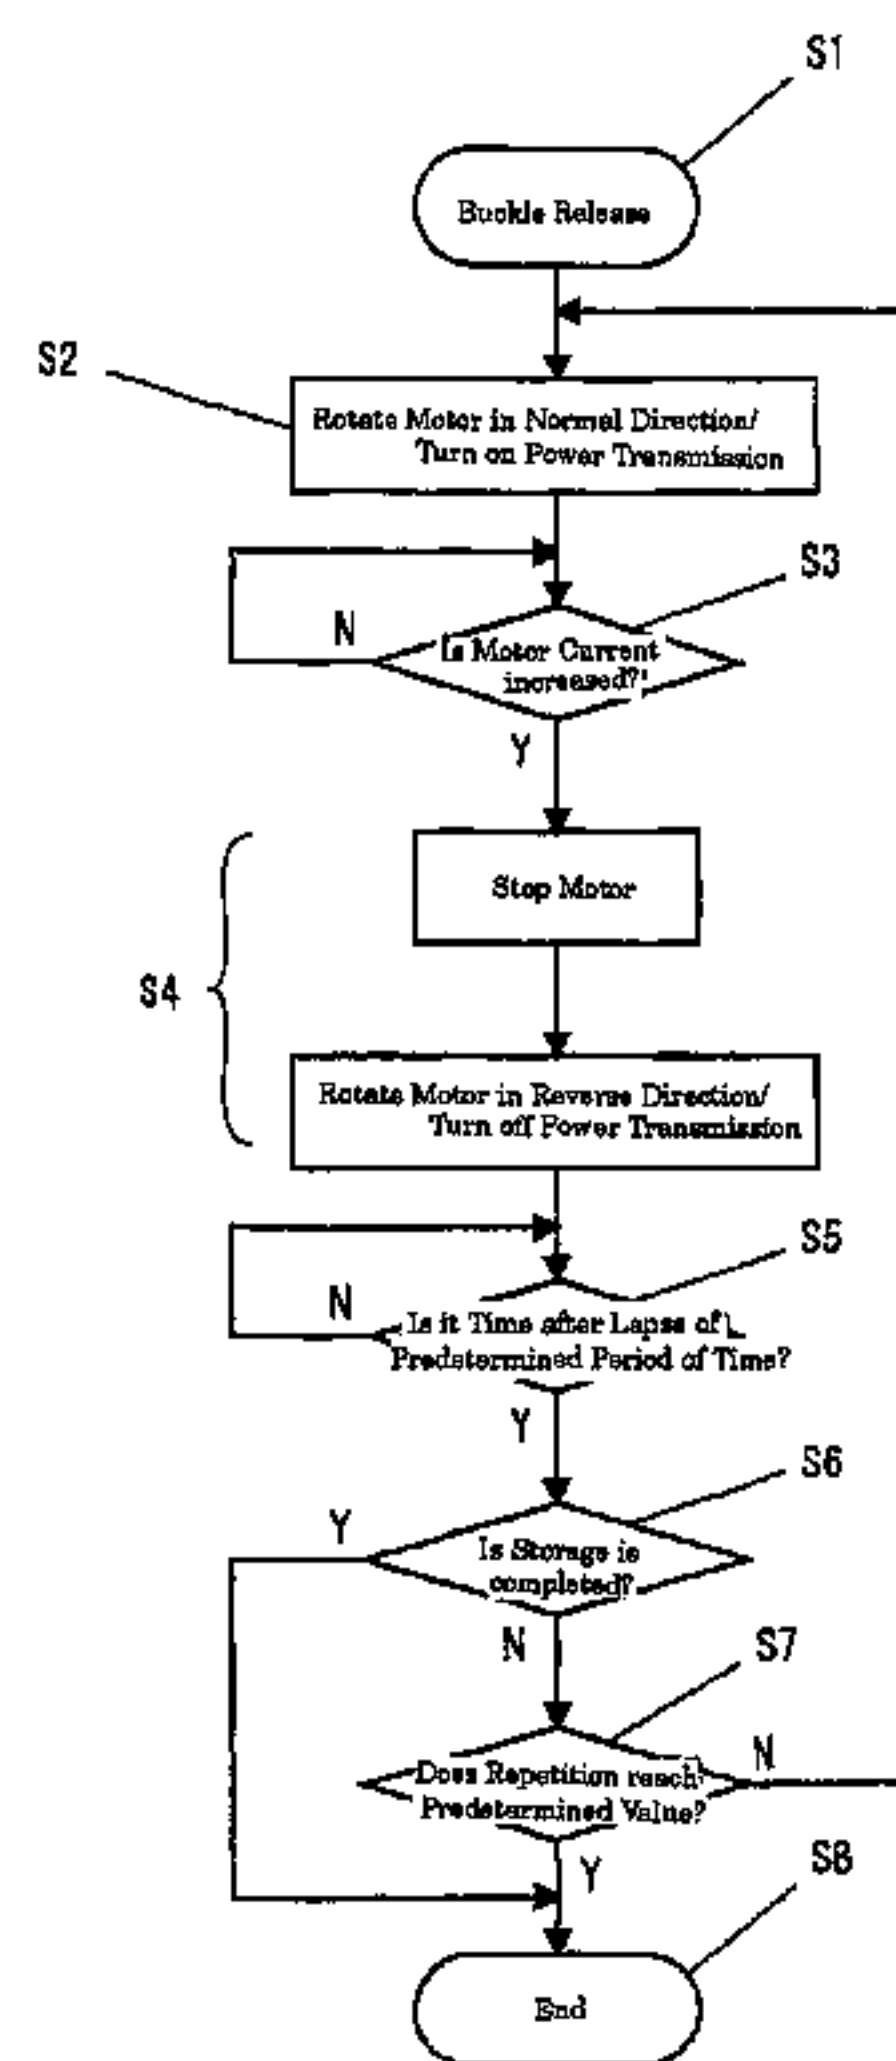 S1
Buckle Release
S2
Rotate Motor in Normal Direction/
Turn on Power Transmission
S3
N
Is Motor Current
increased?
Y
Stop Motor
S4
Rotate Motor in Reverse Direction/
Turn off Power Transmission
S5
N
Is it Time after Lapse of
Predetermined Period of Time?
Y
S6
Y
Is Storage is
completed?
N
S7
N
Does Repetition reach
Predetermined Value?
Y
S8
End